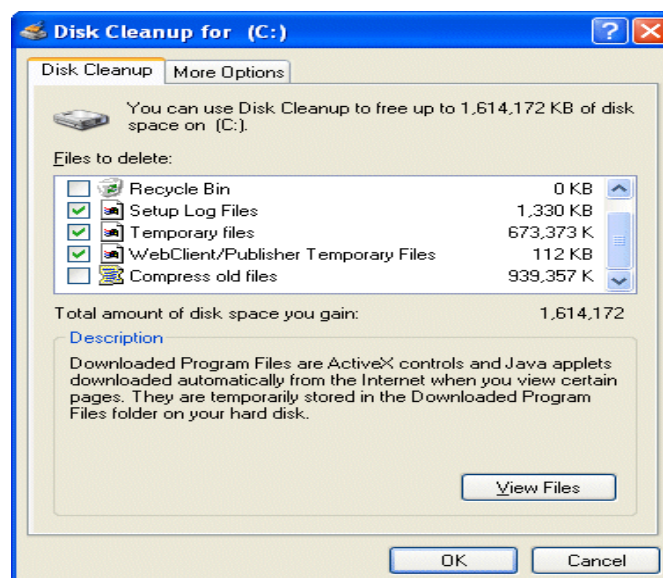 Disk Cleanup for (C:)
Disk Cleanup
More Options
You can use Disk Cleanup to free up to 1,614,172 KB of disk
space on (C:).
Files to delete:
Recycle Bin 0 KB
Setup Log Files 1,330 KB
Temporary files 673,373 K
WebClient/Publisher Temporary Files 112 KB
Compress old files 939,357 K
Total amount of disk space you gain: 1,614,172
Description
Downloaded Program Files are ActiveX controls and Java applets
downloaded automatically from the Internet when you view certain
pages. They are temporarily stored in the Downloaded Program
Files folder on your hard disk.
View Files
OK Cancel